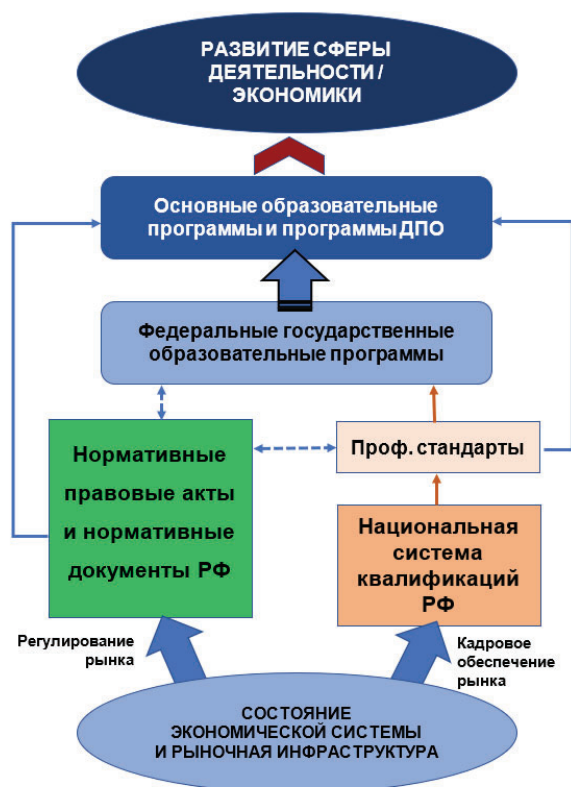 РАЗВИТИЕ СФЕРЫ
ДЕЯТЕЛЬНОСТИ /
ЭКОНОМИКИ
Основные образовательные
программы и программы ДПО
Федеральные государственные
образовательные программы
Нормативные
правовые акты
и нормативные
документы РФ
Проф. стандарты
Национальная
система
квалификаций
РФ
Регулирование
рынка
Кадровое
обеспечение
рынка
СОСТОЯНИЕ
ЭКОНОМИЧЕСКОЙ СИСТЕМЫ
И РЫНОЧНАЯ ИНФРАСТРУКТУРА